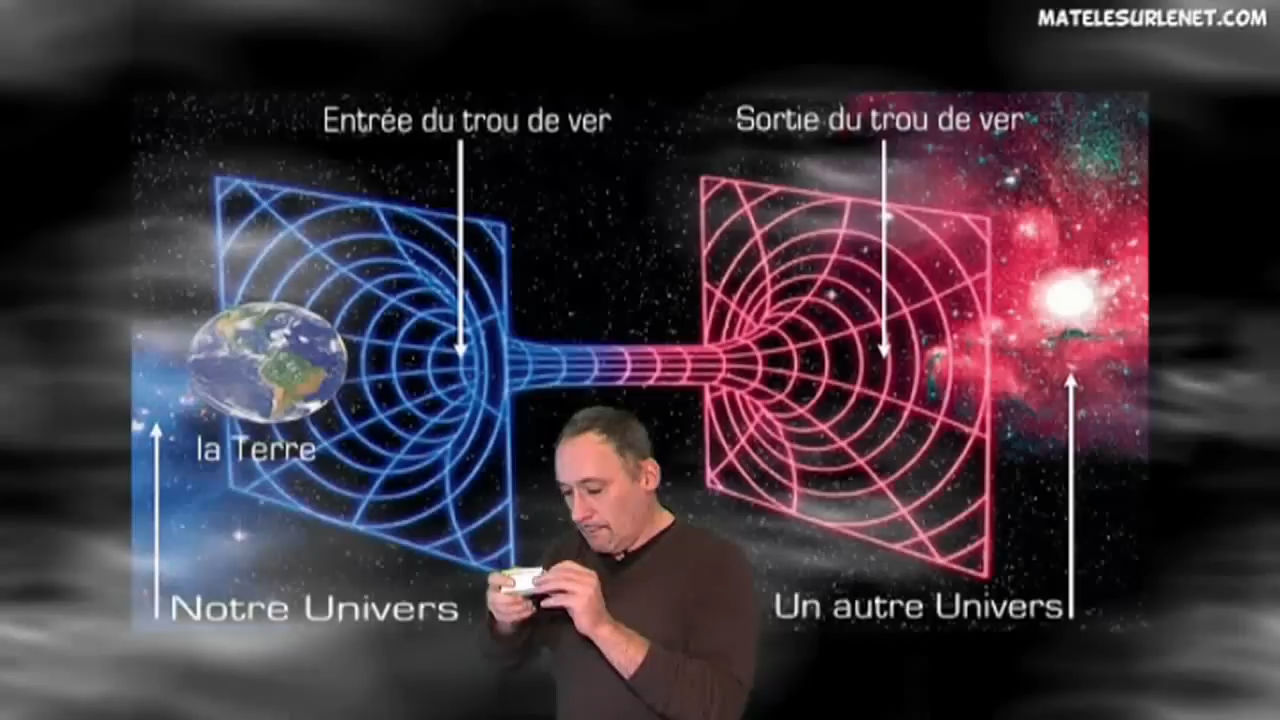 MATELESURLENET.COM
Entrée du trou de ver
Sortie du trou de ver
la Terre
Notre Univers
Un autre Univers